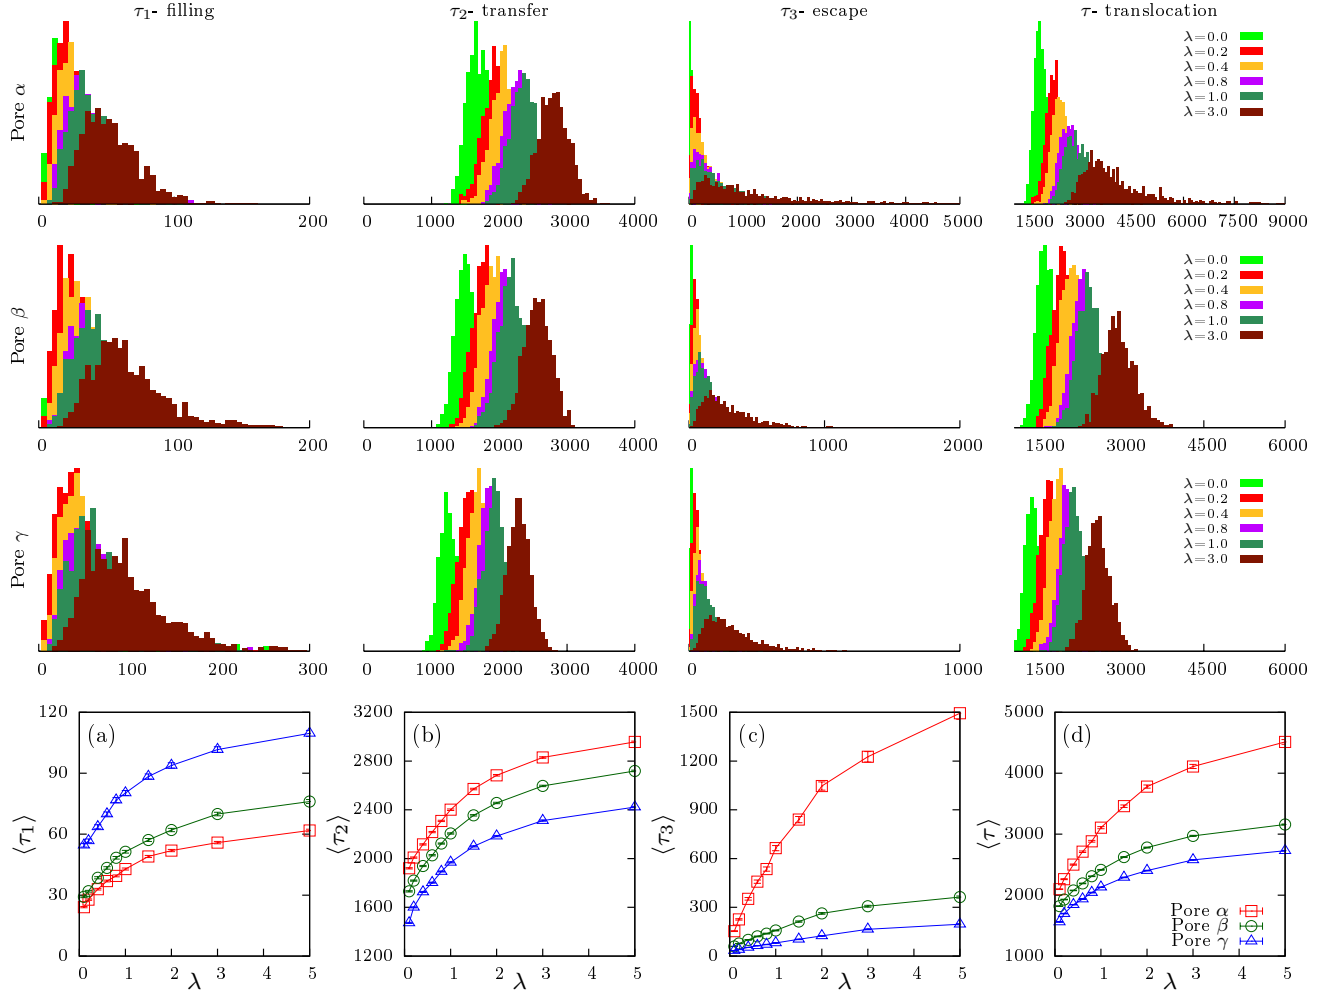 τ1- filling
τ2- transfer
τ3- escape
τ- translocation
Pore α
λ=0.0
λ=0.2
λ=0.4
λ=0.8
λ=1.0
λ=3.0
0 100 200
0 1000 2000 3000 4000
0 1000 2000 3000 4000 5000
1500 3000 4500 6000 7500 9000
Pore β
λ=0.0
λ=0.2
λ=0.4
λ=0.8
λ=1.0
λ=3.0
0 100 200
0 1000 2000 3000 4000
0 1000 2000
1500 3000 4500 6000
Pore γ
λ=0.0
λ=0.2
λ=0.4
λ=0.8
λ=1.0
λ=3.0
0 100 200 300
0 1000 2000 3000 4000
0 1000
1500 3000 4500 6000
(a)
⟨τ1⟩
120
90
60
30
0
0 1 2 3 4 5
λ
(b)
⟨τ2⟩
3200
2800
2400
2000
1600
1200
0 1 2 3 4 5
λ
(c)
⟨τ3⟩
1500
1200
900
600
300
0
0 1 2 3 4 5
λ
(d)
⟨τ⟩
5000
4000
3000
2000
1000
Pore α
Pore β
Pore γ
0 1 2 3 4 5
λ